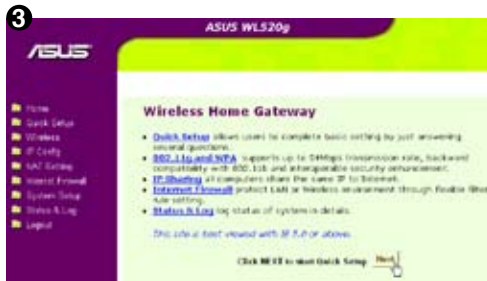 3
ASUS WL520g
ASUS
Home
Quick Setup
Wireless
IP Config
NAT Setting
Internet Firewall
System Setup
Status & Log
Logout
Wireless Home Gateway
Quick Setup allows users to complete basic setting by just answering
several questions.
802.11g and WPA supports up to 54Mbps transmission rate, backward
compatibility with 802.11b and interoperable security enhancement.
IP Sharing all computers share the same IP to Internet.
Internet Firewall protect LAN or Wireless environment through flexible filter
rule setting.
Status & Log log status of system in details.
This site is best viewed with IE 5.0 or above.
Click NEXT to start Quick Setup Next